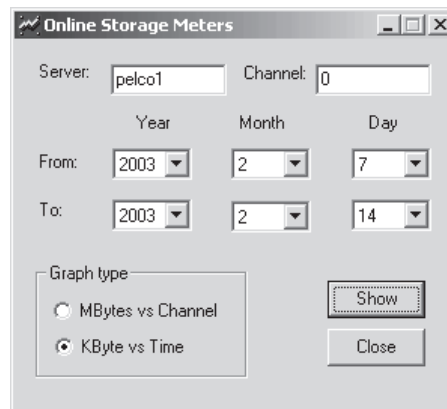 Online Storage Meters
Server: pelco1 Channel: 0
Year Month Day
From: 2003 2 7
To: 2003 2 14
Graph type
MBytes vs Channel
KByte vs Time
Show
Close